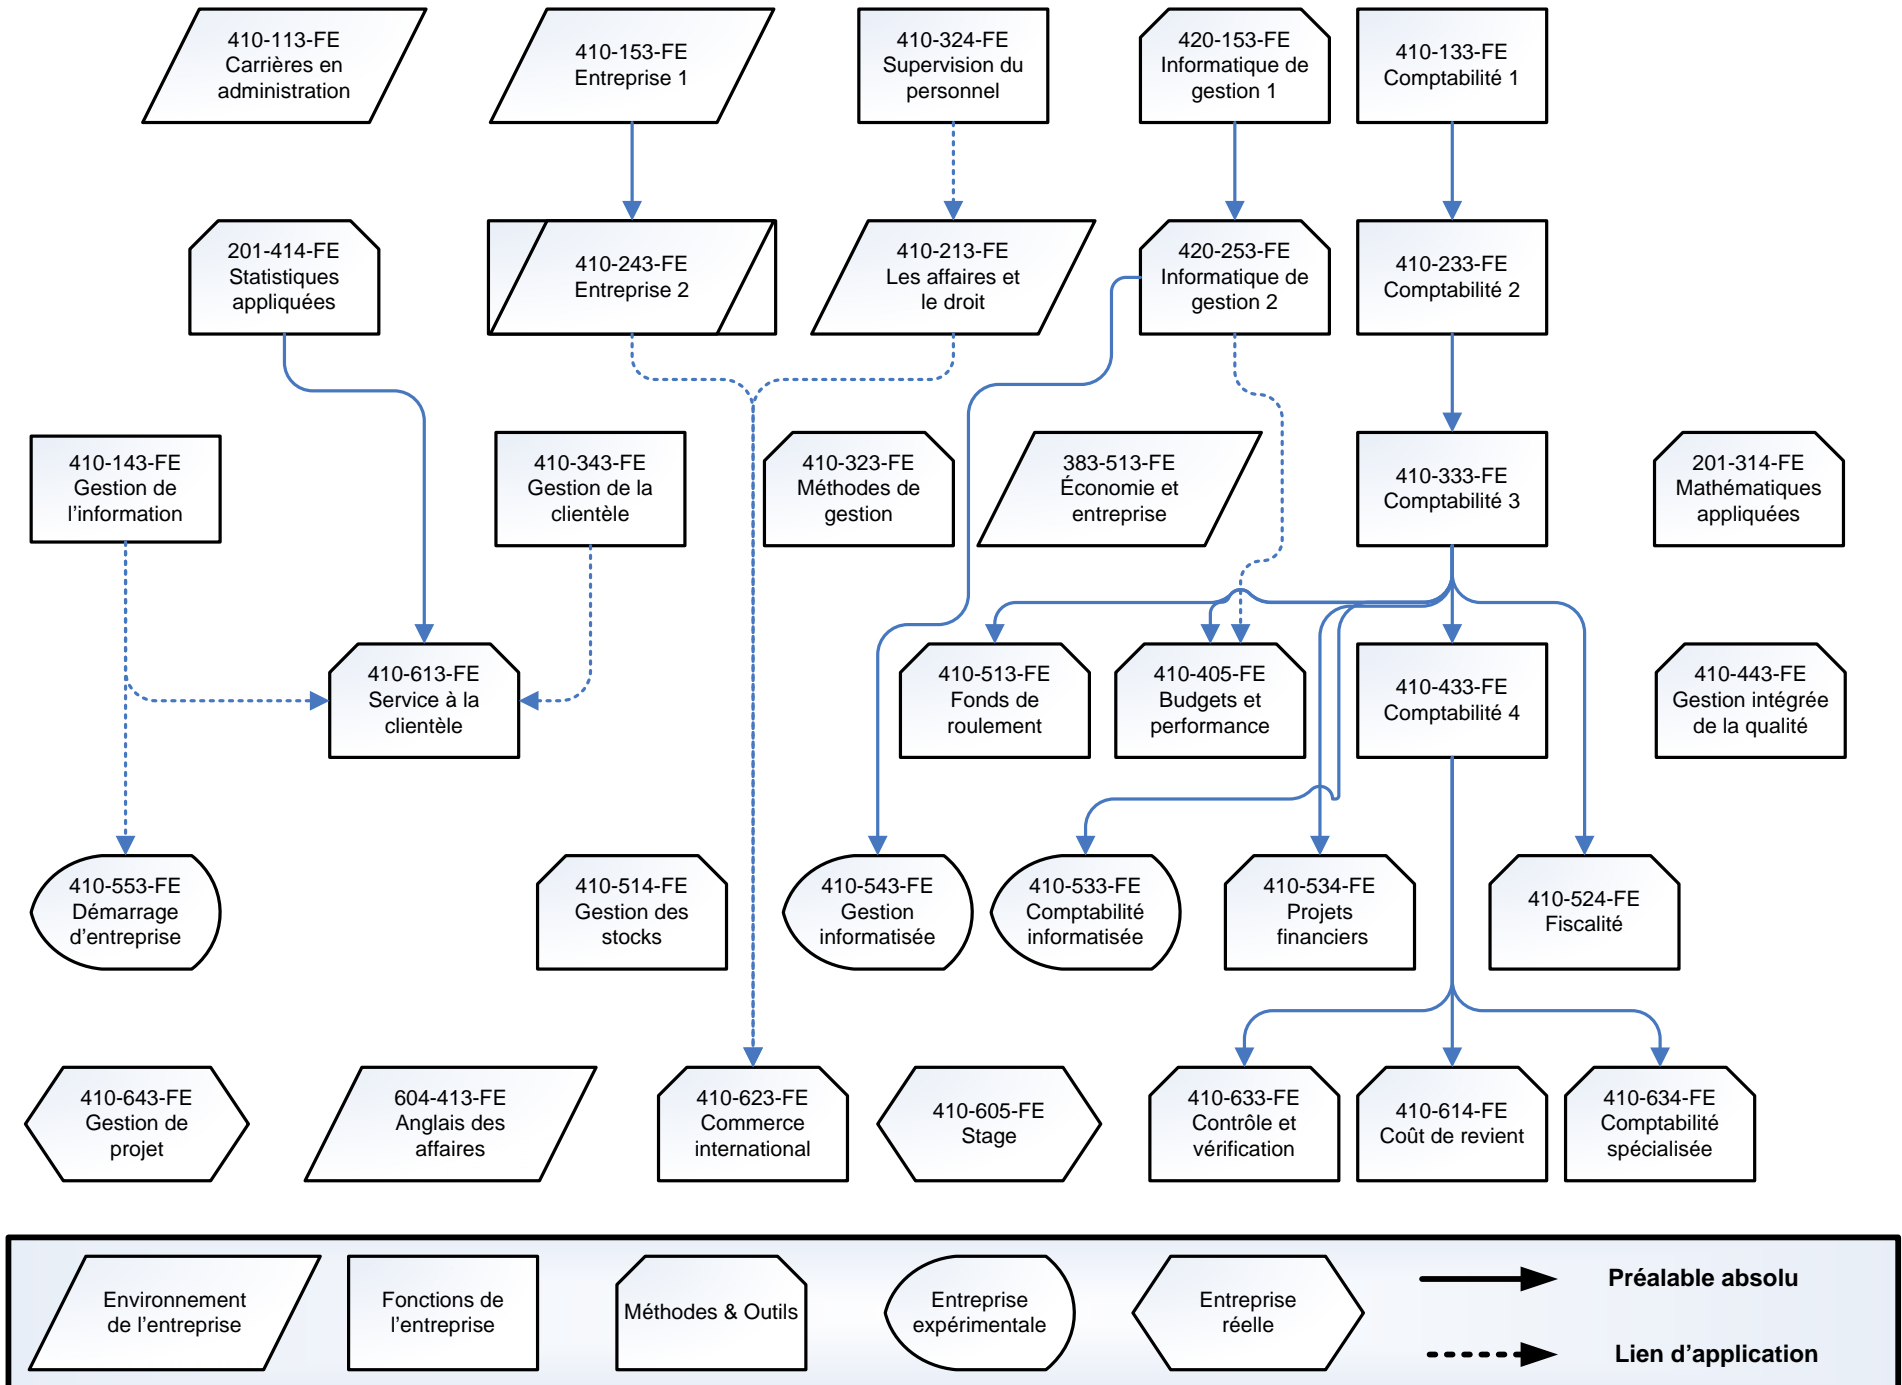 410-113-FE
Carrières en
administration
410-153-FE
Entreprise 1
410-324-FE
Supervision du
personnel
420-153-FE
Informatique de
gestion 1
410-133-FE
Comptabilité 1
201-414-FE
Statistiques
appliquées
410-243-FE
Entreprise 2
410-213-FE
Les affaires et
le droit
420-253-FE
Informatique de
gestion 2
410-233-FE
Comptabilité 2
410-143-FE
Gestion de
l’information
410-343-FE
Gestion de la
clientèle
410-323-FE
Méthodes de
gestion
383-513-FE
Économie et
entreprise
410-333-FE
Comptabilité 3
201-314-FE
Mathématiques
appliquées
410-613-FE
Service à la
clientèle
410-513-FE
Fonds de
roulement
410-405-FE
Budgets et
performance
410-433-FE
Comptabilité 4
410-443-FE
Gestion intégrée
de la qualité
410-553-FE
Démarrage
d’entreprise
410-514-FE
Gestion des
stocks
410-543-FE
Gestion
informatisée
410-533-FE
Comptabilité
informatisée
410-534-FE
Projets
financiers
410-524-FE
Fiscalité
410-643-FE
Gestion de
projet
604-413-FE
Anglais des
affaires
410-623-FE
Commerce
international
410-605-FE
Stage
410-633-FE
Contrôle et
vérification
410-614-FE
Coût de revient
410-634-FE
Comptabilité
spécialisée
Environnement
de l’entreprise
Fonctions de
l’entreprise
Méthodes & Outils
Entreprise
expérimentale
Entreprise
réelle
Préalable absolu
Lien d’application